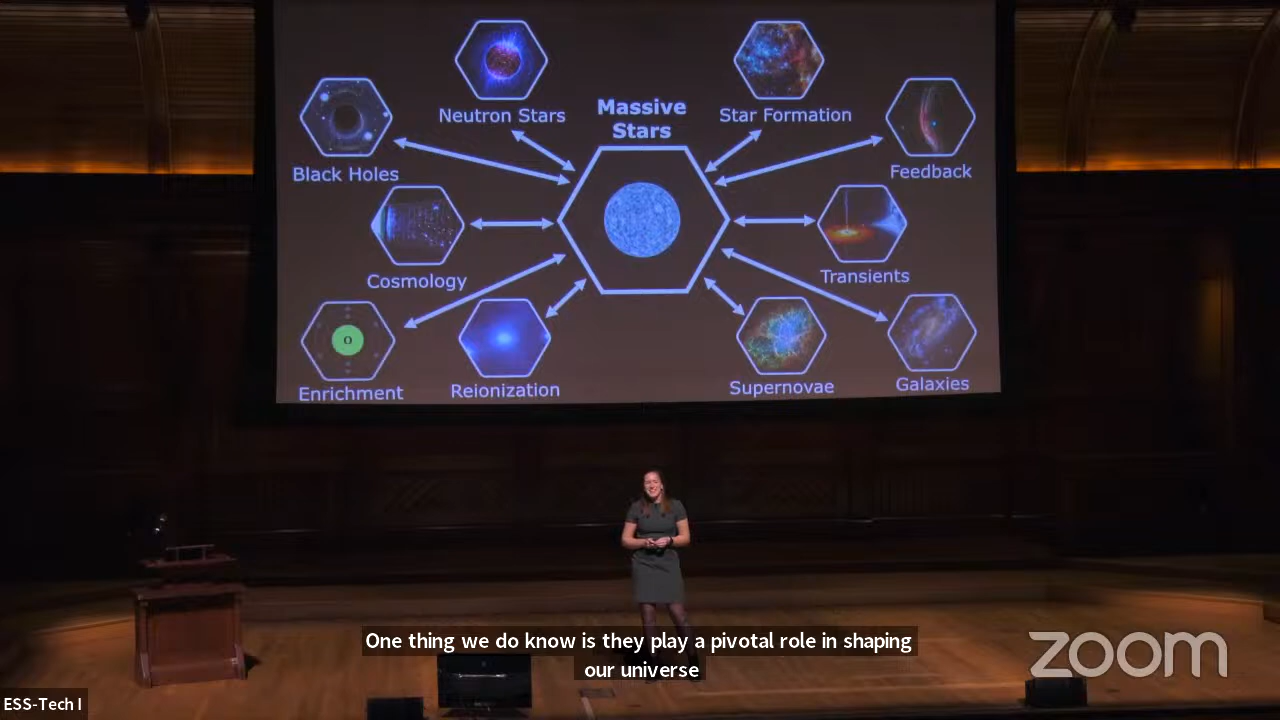 Neutron Stars
Massive
Stars
Star Formation
Black Holes
Feedback
Cosmology
Transients
Enrichment
O
Reionization
Supernovae
Galaxies
One thing we do know is they play a pivotal role in shaping
our universe
zoom
ESS-Tech I